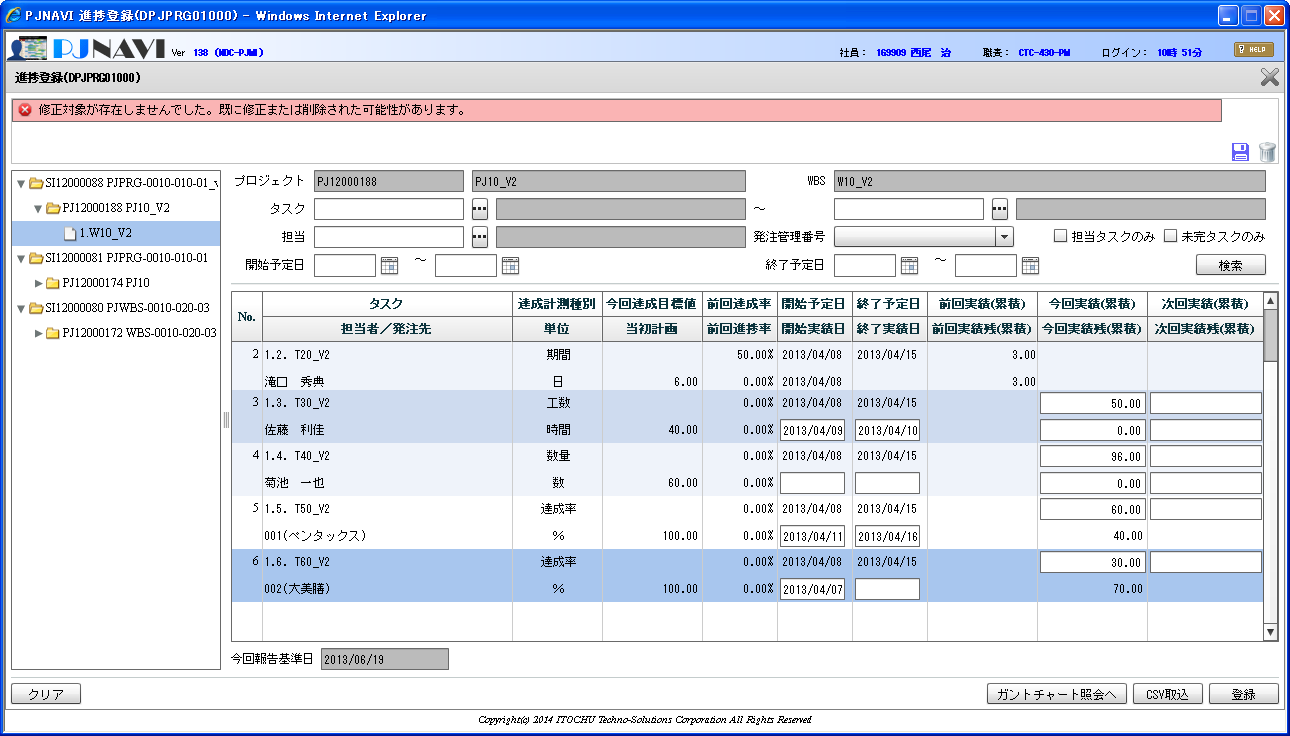 PJNAVI 進捗登録(DPJPRG01000) - Windows Internet Explorer
PJNAVI Ver 138 (NDC-PJWI) 社員： 169909 西尾 治 職責： CTC-430-PM ログイン： 10時 51分 ? HELP
進捗登録(DPJPRG01000)
修正対象が存在しませんでした。既に修正または削除された可能性があります。
SI12000088 PJPRG-0010-010-01_v
PJ12000188 PJ10_V2
1.W10_V2
SI12000081 PJPRG-0010-010-01
PJ12000174 PJ10
SI12000080 PJWBS-0010-020-03
PJ12000172 WBS-0010-020-03
プロジェクト PJ12000188 PJ10_V2 WBS W10_V2
タスク ～
担当 発注管理番号 担当タスクのみ 未完タスクのみ
開始予定日 ～ 終了予定日 ～ 検索
No. タスク 達成計測種別 今回達成目標値 前回達成率 開始予定日 終了予定日 前回実績(累積) 今回実績(累積) 次回実績(累積)
担当者／発注先 単位 当初計画 前回進捗率 開始実績日 終了実績日 前回実績残(累積) 今回実績残(累積) 次回実績残(累積)
2 1.2. T20_V2 期間 50.00% 2013/04/08 2013/04/15 3.00
滝口 秀典 日 6.00 0.00% 2013/04/08 3.00
3 1.3. T30_V2 工数 0.00% 2013/04/08 2013/04/15 50.00
佐藤 利佳 時間 40.00 0.00% 2013/04/09 2013/04/10 0.00
4 1.4. T40_V2 数量 0.00% 2013/04/08 2013/04/15 96.00
菊池 一也 数 60.00 0.00% 0.00
5 1.5. T50_V2 達成率 0.00% 2013/04/08 2013/04/15 60.00
001(ペンタックス) % 100.00 0.00% 2013/04/11 2013/04/16 40.00
6 1.6. T60_V2 達成率 0.00% 2013/04/08 2013/04/15 30.00
002(大美膳) % 100.00 0.00% 2013/04/07 70.00
今回報告基準日 2013/06/19
クリア ガントチャート照会へ CSV取込 登録
Copyright(c) 2014 ITOCHU Techno-Solutions Corporation All Rights Reserved